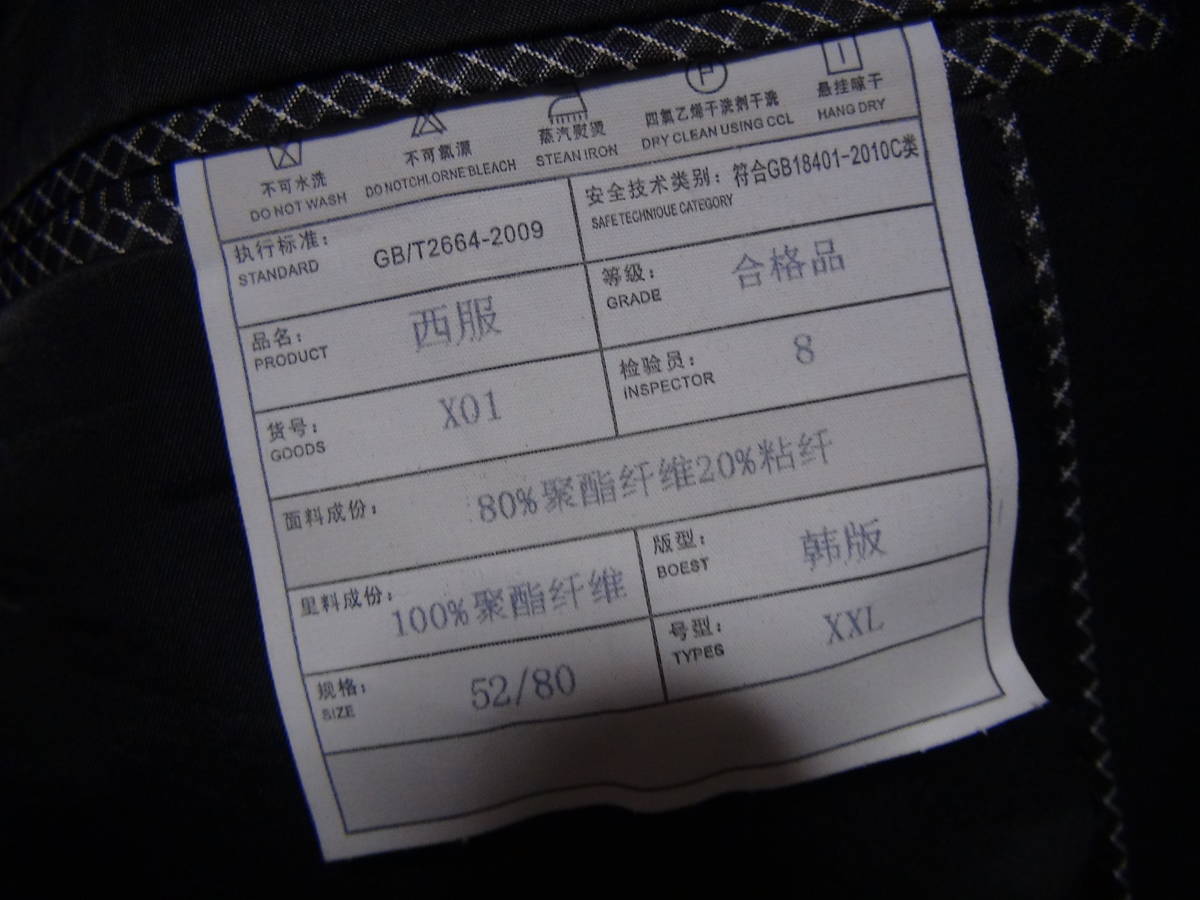 不可水洗
DO NOT WASH
不可氯漂
DO NOTCHLORNE BLEACH
蒸汽熨烫
STEAN IRON
P
四氯乙烯干洗剂干洗
DRY CLEAN USING CCL
悬挂晾干
HANG DRY
执行标准: GB/T2664-2009
STANDARD
安全技术类别: 符合GB18401-2010C类
SAFETECHNIOUE CATEGORY
品名: 西服
PRODUCT
等级: 合格品
GRADE
货号: X01
GOODS
检验员: 8
INSPECTOR
面料成份: 80%聚酯纤维20%粘纤
里料成份: 100%聚酯纤维
版型: 韩版
BOEST
规格: 52/80
SIZE
号型: XXL
TYPES